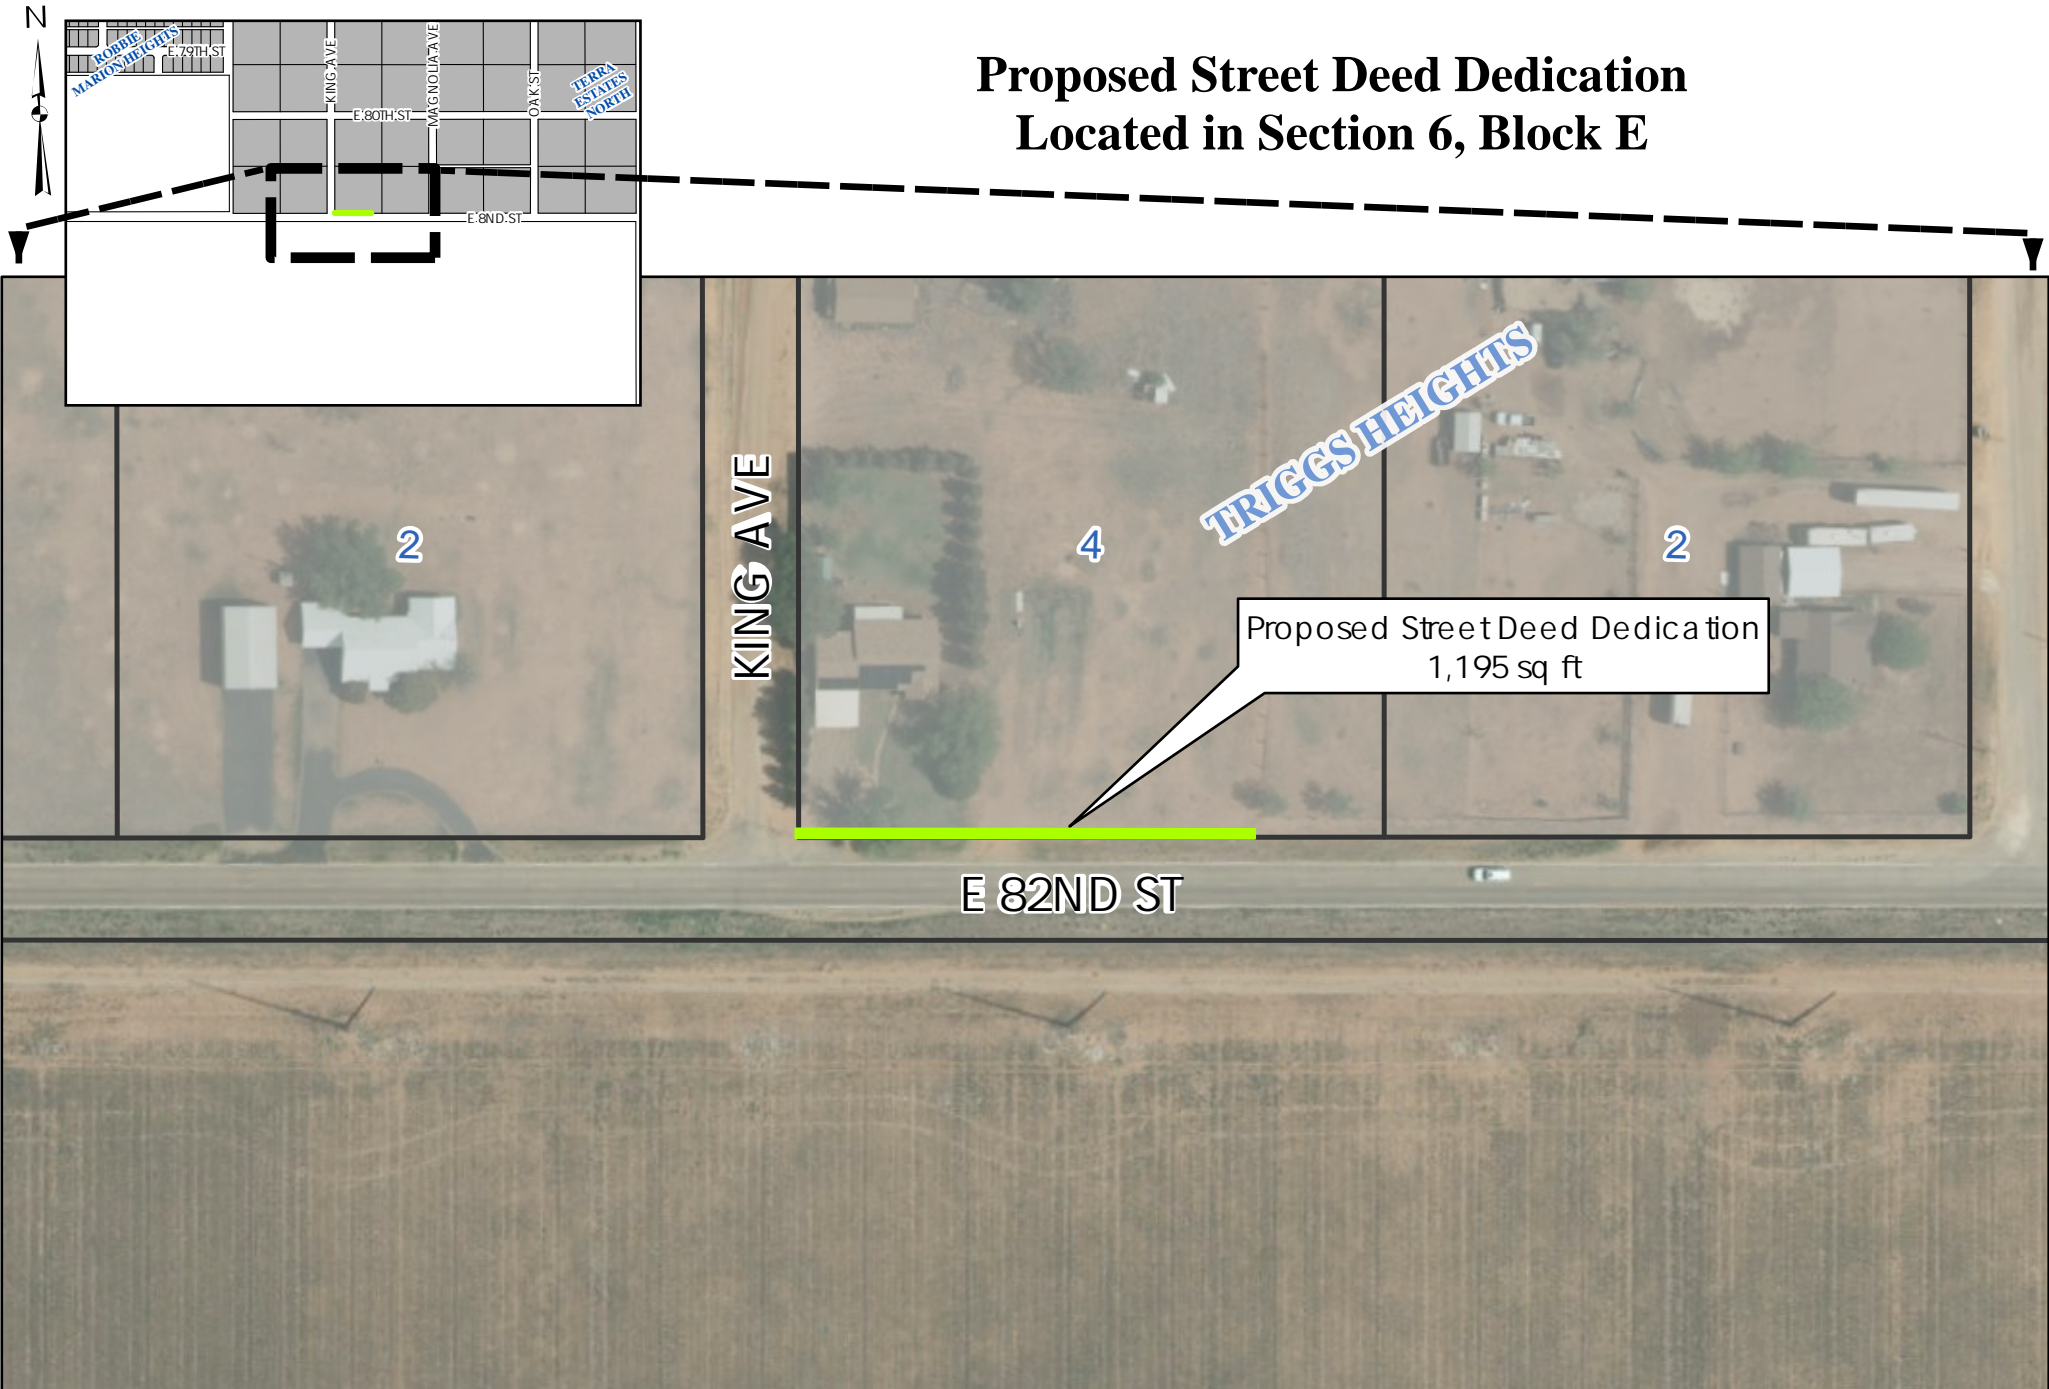 N
Proposed Street Deed Dedication
Located in Section 6, Block E
ROBBIE
MARION HEIGHTS
E 79TH ST
KING AVE
MAGNOLIA AVE
OAK ST
TERRA
ESTATES
NORTH
E 80TH ST
E 8ND ST
TRIGGS HEIGHTS
KING AVE
2
4
2
Proposed Street Deed Dedication
1,195 sq ft
E 82ND ST